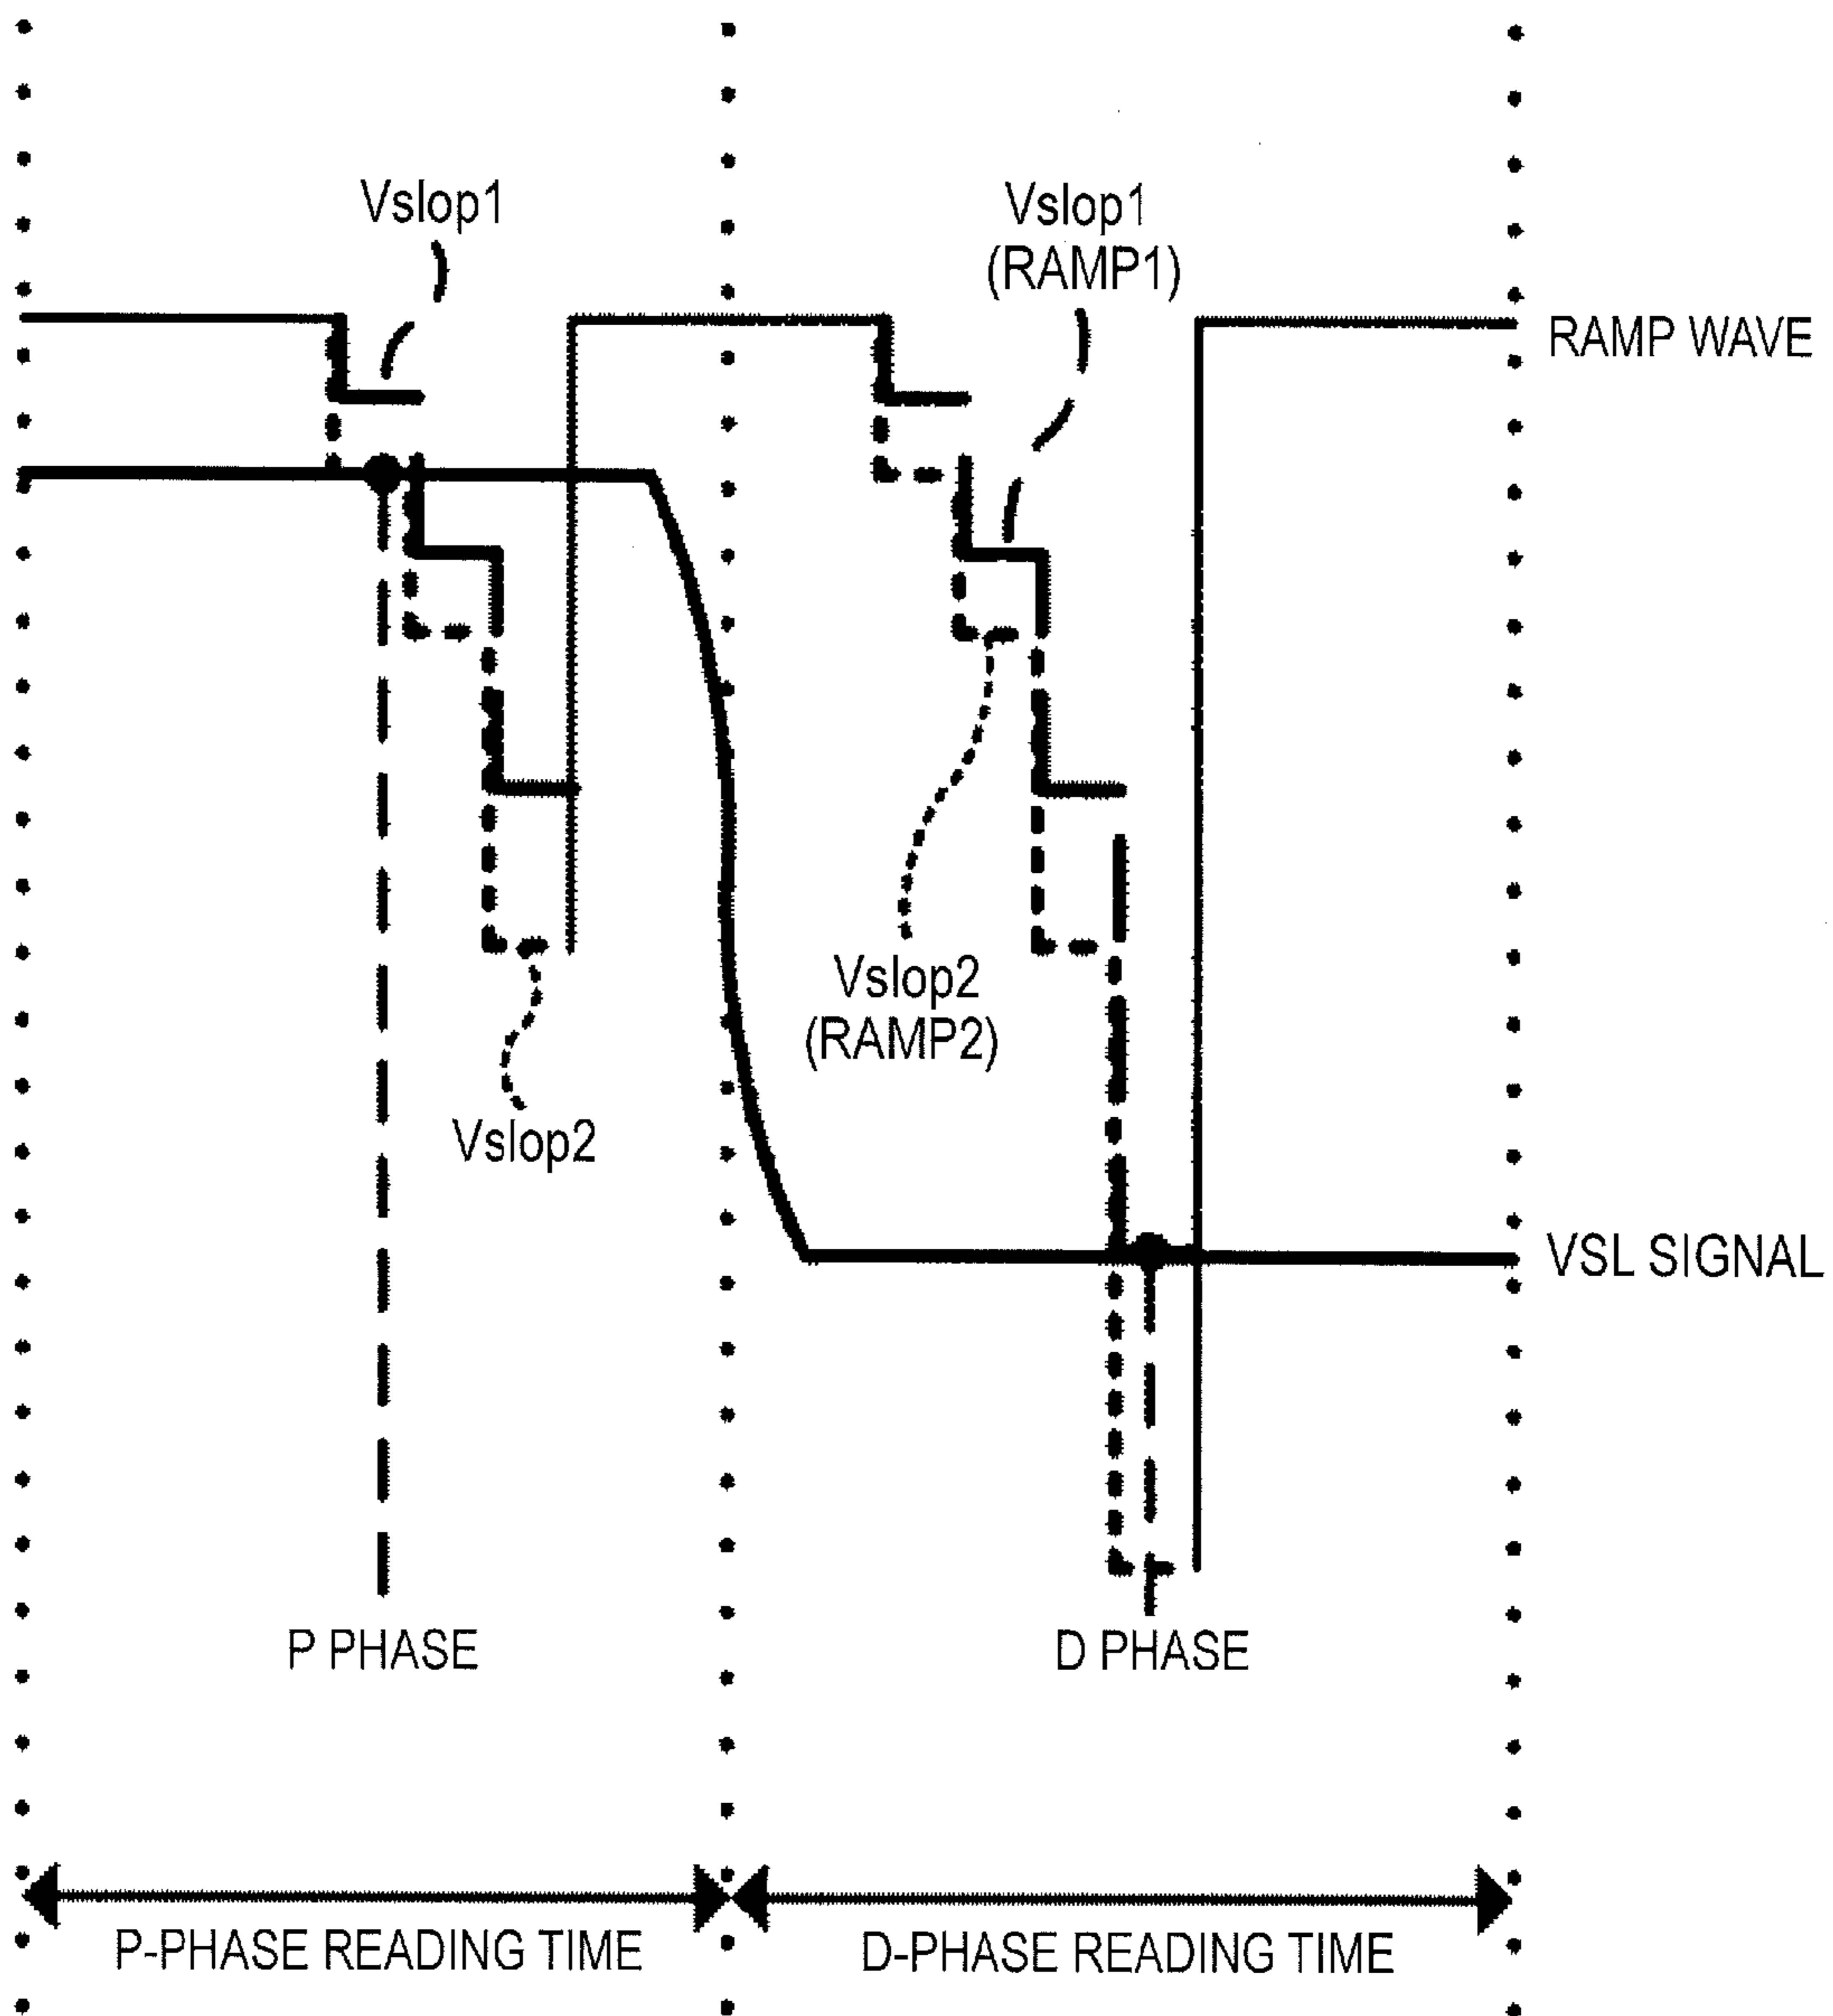 Vslop1
Vslop1
(RAMP1)
RAMP WAVE
Vslop2
(RAMP2)
Vslop2
VSL SIGNAL
P PHASE
D PHASE
P-PHASE READING TIME
D-PHASE READING TIME